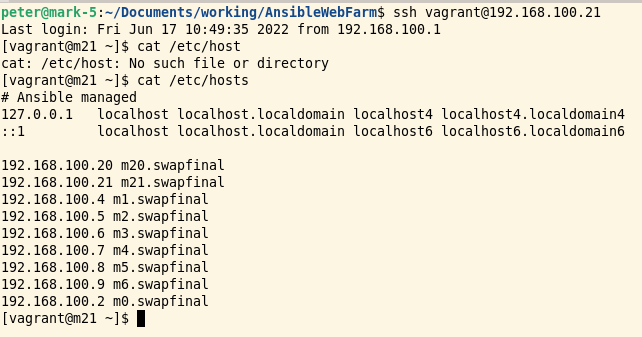 peter@mark-5:~/Documents/working/AnsibleWebFarm$ ssh vagrant@192.168.100.21
Last login: Fri Jun 17 10:49:35 2022 from 192.168.100.1
[vagrant@m21 ~]$ cat /etc/host
cat: /etc/host: No such file or directory
[vagrant@m21 ~]$ cat /etc/hosts
# Ansible managed
127.0.0.1   localhost localhost.localdomain localhost4 localhost4.localdomain4
::1         localhost localhost.localdomain localhost6 localhost6.localdomain6

192.168.100.20 m20.swapfinal
192.168.100.21 m21.swapfinal
192.168.100.4 m1.swapfinal
192.168.100.5 m2.swapfinal
192.168.100.6 m3.swapfinal
192.168.100.7 m4.swapfinal
192.168.100.8 m5.swapfinal
192.168.100.9 m6.swapfinal
192.168.100.2 m0.swapfinal
[vagrant@m21 ~]$